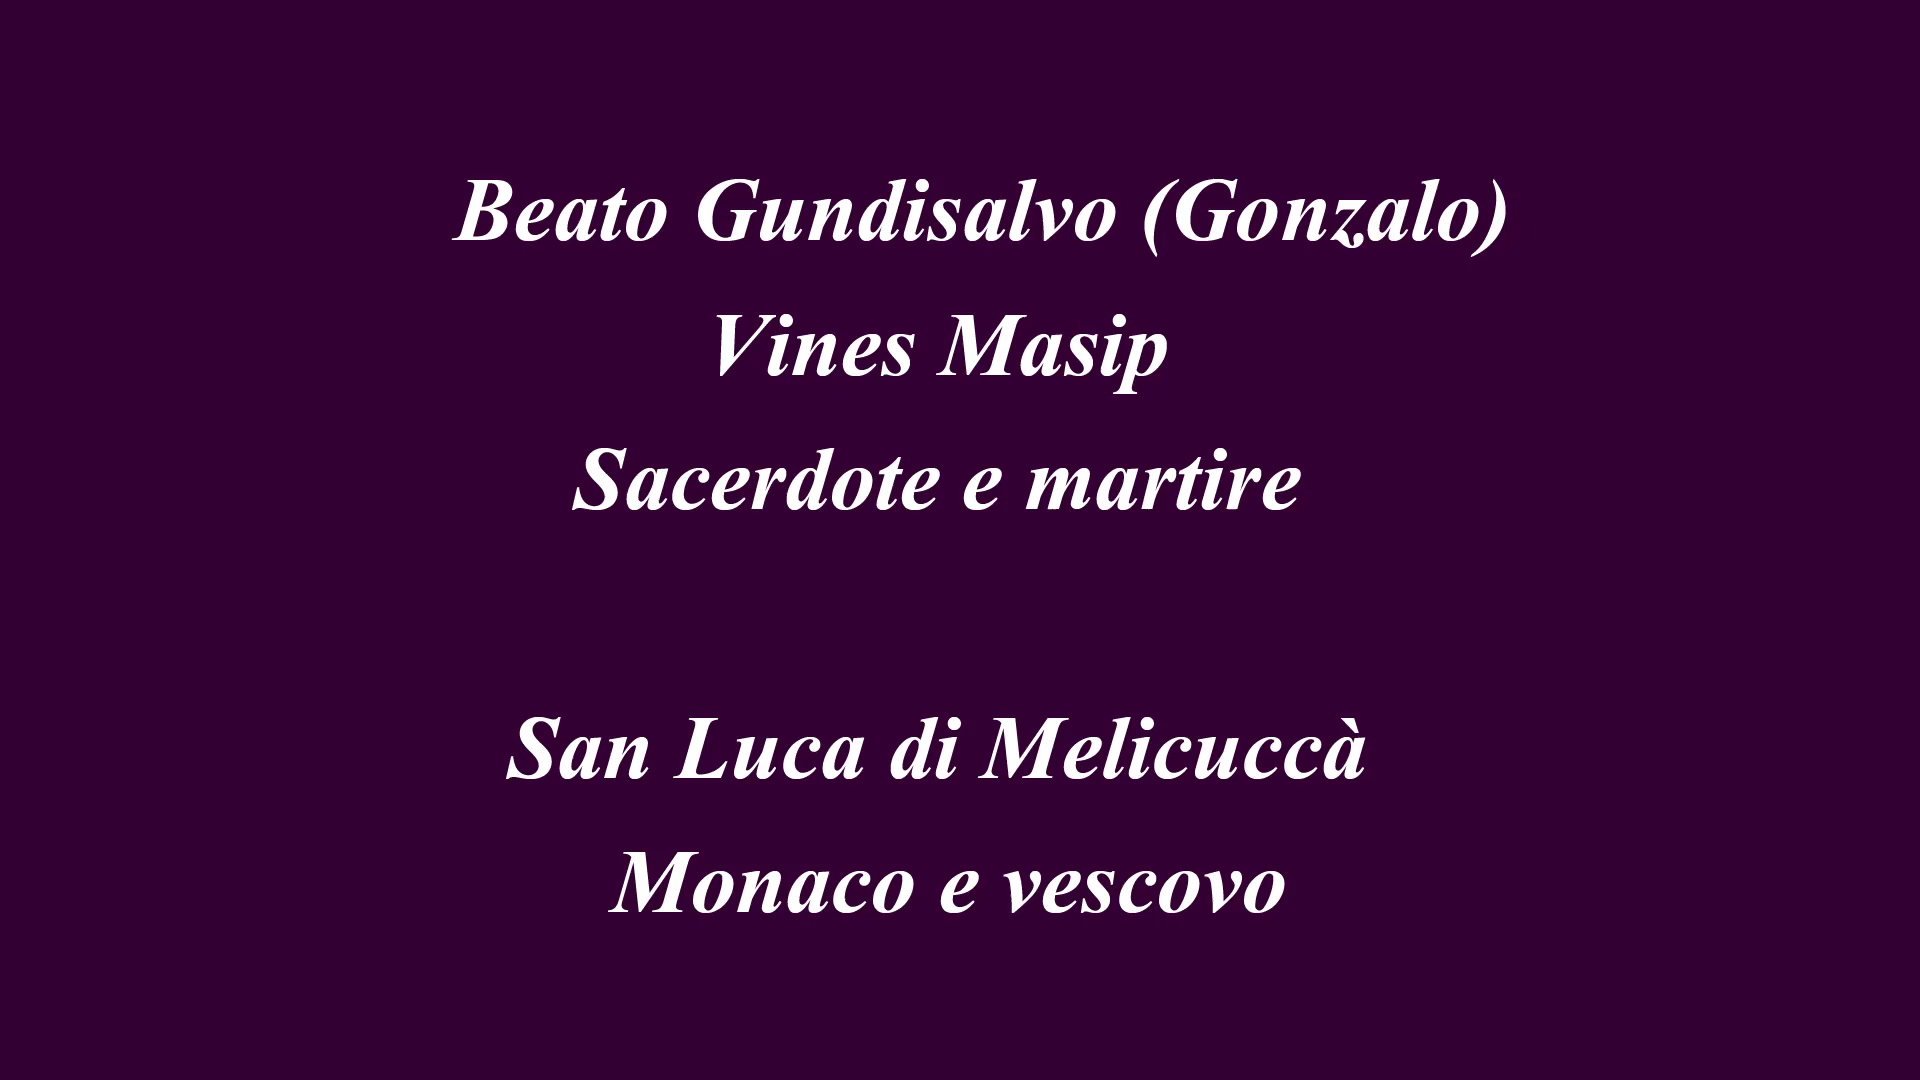 Beato Gundisalvo (Gonzalo)
Vines Masip
Sacerdote e martire
San Luca di Melicuccà
Monaco e vescovo